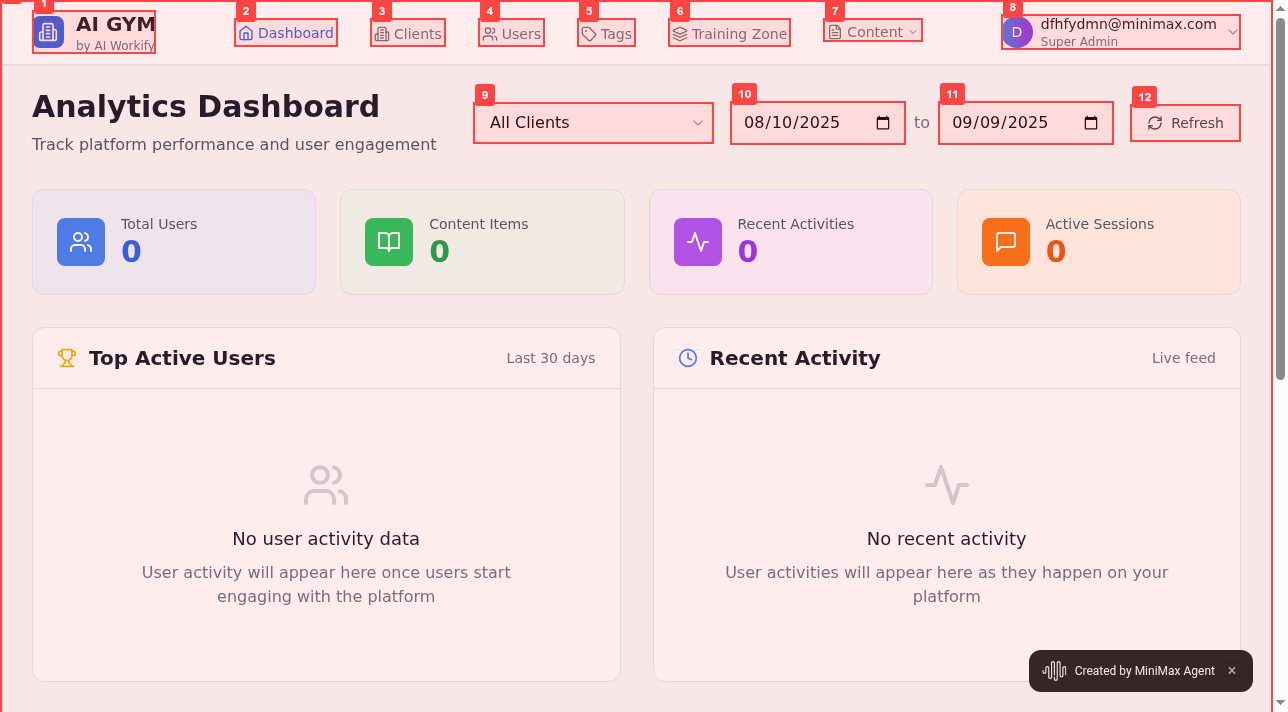 1
AI GYM
by AI Workify
2
Dashboard
3
Clients
4
Users
5
Tags
6
Training Zone
7
Content
8
D
dfhfydmn@minimax.com
Super Admin
Analytics Dashboard
Track platform performance and user engagement
9
All Clients
10
08/10/2025
to
11
09/09/2025
12
Refresh
Total Users
0
Content Items
0
Recent Activities
0
Active Sessions
0
Top Active Users
Last 30 days
No user activity data
User activity will appear here once users start
engaging with the platform
Recent Activity
Live feed
No recent activity
User activities will appear here as they happen on your
platform
Created by MiniMax Agent ×